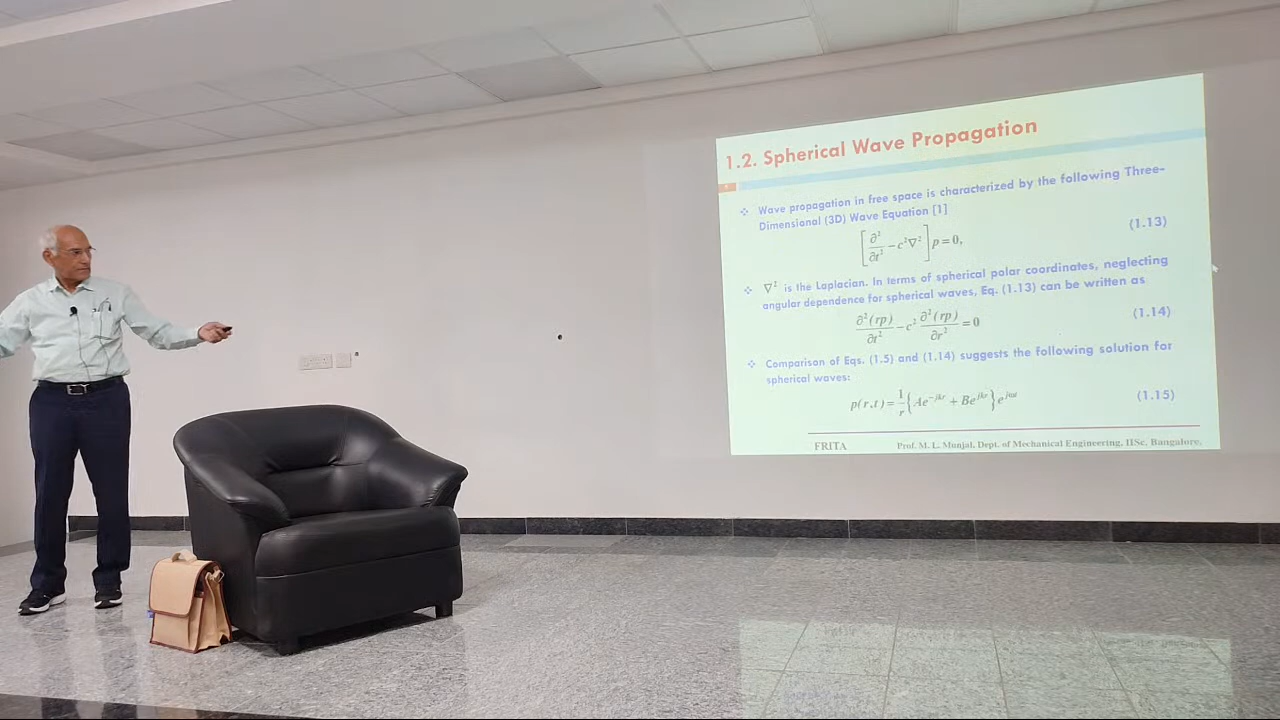 1.2. Spherical Wave Propagation
❖ Wave propagation in free space is characterized by the following Three-
Dimensional (3D) Wave Equation [1]
[∂²/∂t² − c²∇²] p = 0, (1.13)
❖ ∇² is the Laplacian. In terms of spherical polar coordinates, neglecting
angular dependence for spherical waves, Eq. (1.13) can be written as
∂²(rp)/∂t² − c² ∂²(rp)/∂r² = 0 (1.14)
❖ Comparison of Eqs. (1.5) and (1.14) suggests the following solution for
spherical waves:
p(r,t) = 1/r {Ae^{−jkr} + Be^{jkr}} e^{jωt} (1.15)
FRITA Prof. M. L. Munjal, Dept. of Mechanical Engineering, IISc, Bangalore,